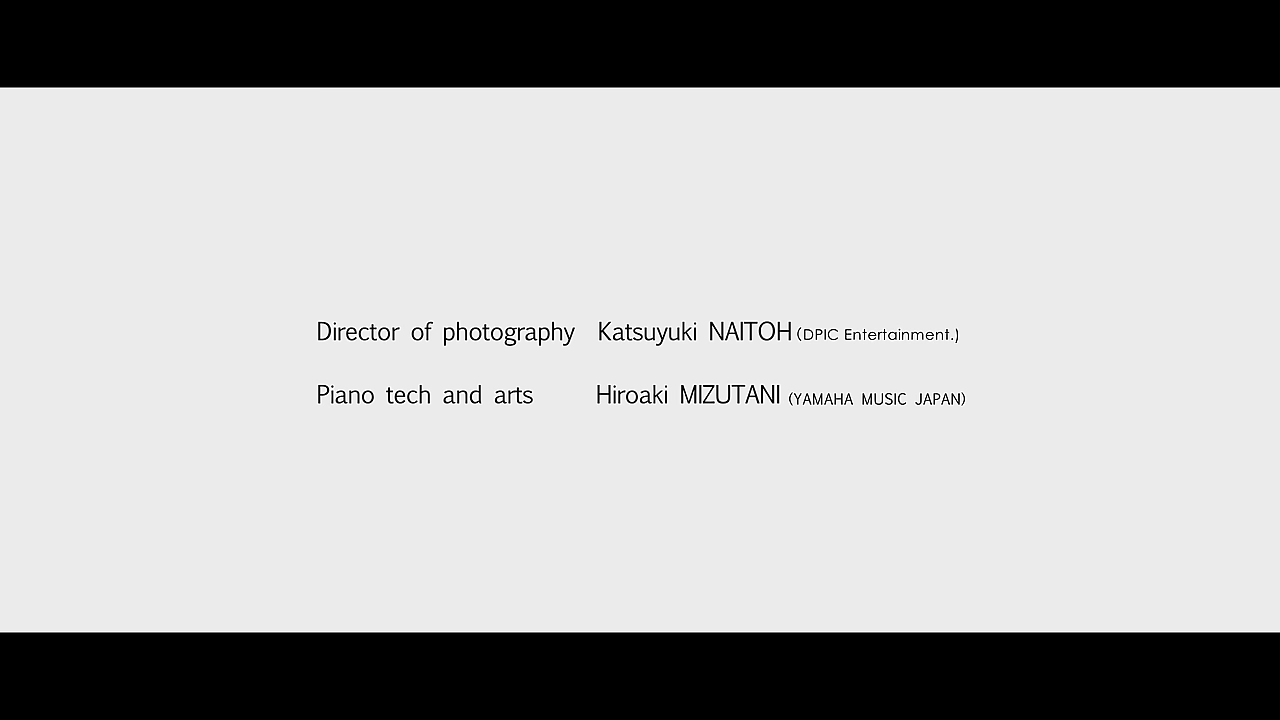 Director of photography Katsuyuki NAITOH (DPIC Entertainment.)
Piano tech and arts Hiroaki MIZUTANI (YAMAHA MUSIC JAPAN)